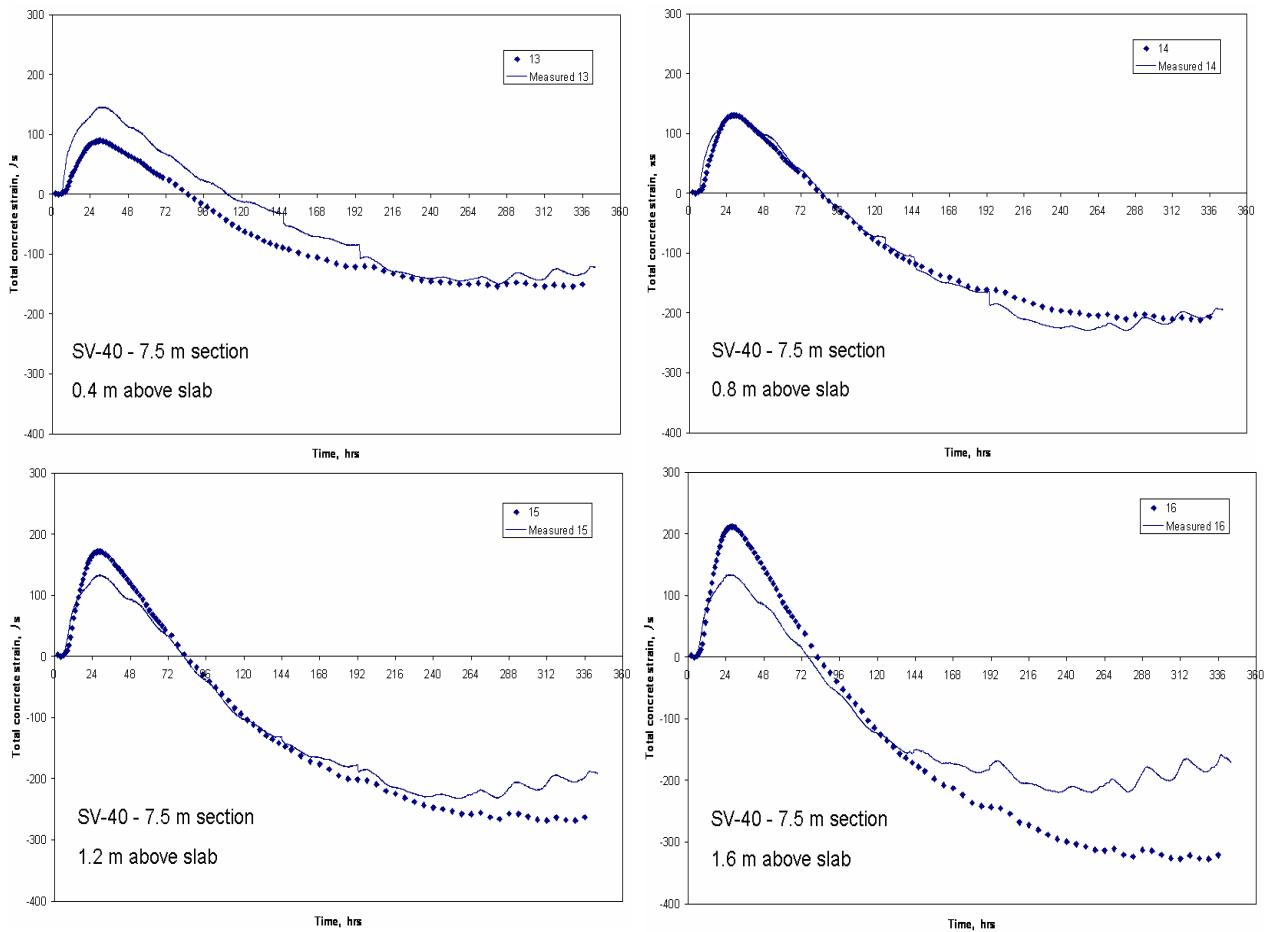 300
200
100
0
-100
-200
-300
-400
Total concrete strain, /s
13
Measured 13
24 48 72 96 120 144 168 192 216 240 264 288 312 336 360
SV-40 - 7.5 m section
0.4 m above slab
Time, hrs
300
200
100
0
-100
-200
-300
-400
Total concrete strain, xs
14
Measured 14
0 24 48 72 96 120 144 168 192 216 240 264 288 312 336 360
SV-40 - 7.5 m section
0.8 m above slab
Time, hrs
300
200
100
0
-100
-200
-300
-400
Total concrete strain, /s
15
Measured 15
0 24 48 72 96 120 144 168 192 216 240 264 288 312 336 360
SV-40 - 7.5 m section
1.2 m above slab
Time, hrs
300
200
100
0
-100
-200
-300
-400
Total concrete strain, /s
16
Measured 16
0 24 48 72 96 120 144 168 192 216 240 264 288 312 336 360
SV-40 - 7.5 m section
1.6 m above slab
Time, hrs